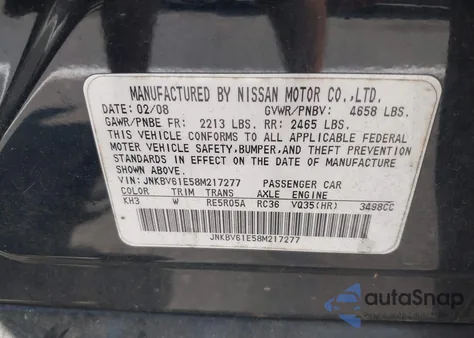 MANUFACTURED BY NISSAN MOTOR CO.,LTD.
DATE: 02/08 GVWR/PNBV: 4658 LBS.
GAWR/PNBE FR: 2213 LBS. RR: 2465 LBS.
THIS VEHICLE CONFORMS TO ALL APPLICABLE FEDERAL
MOTOR VEHICLE SAFETY,BUMPER,AND THEFT PREVENTION
STANDARDS IN EFFECT ON THE DATE OF MANUFACTURE
SHOWN ABOVE.
VIN: JNKBV61E58M217277 PASSENGER CAR
COLOR TRIM TRANS AXLE ENGINE
KH3 W RE5R05A RC36 VQ35(HR) 3498CC
JNKBV61E58M217277
autoSnap